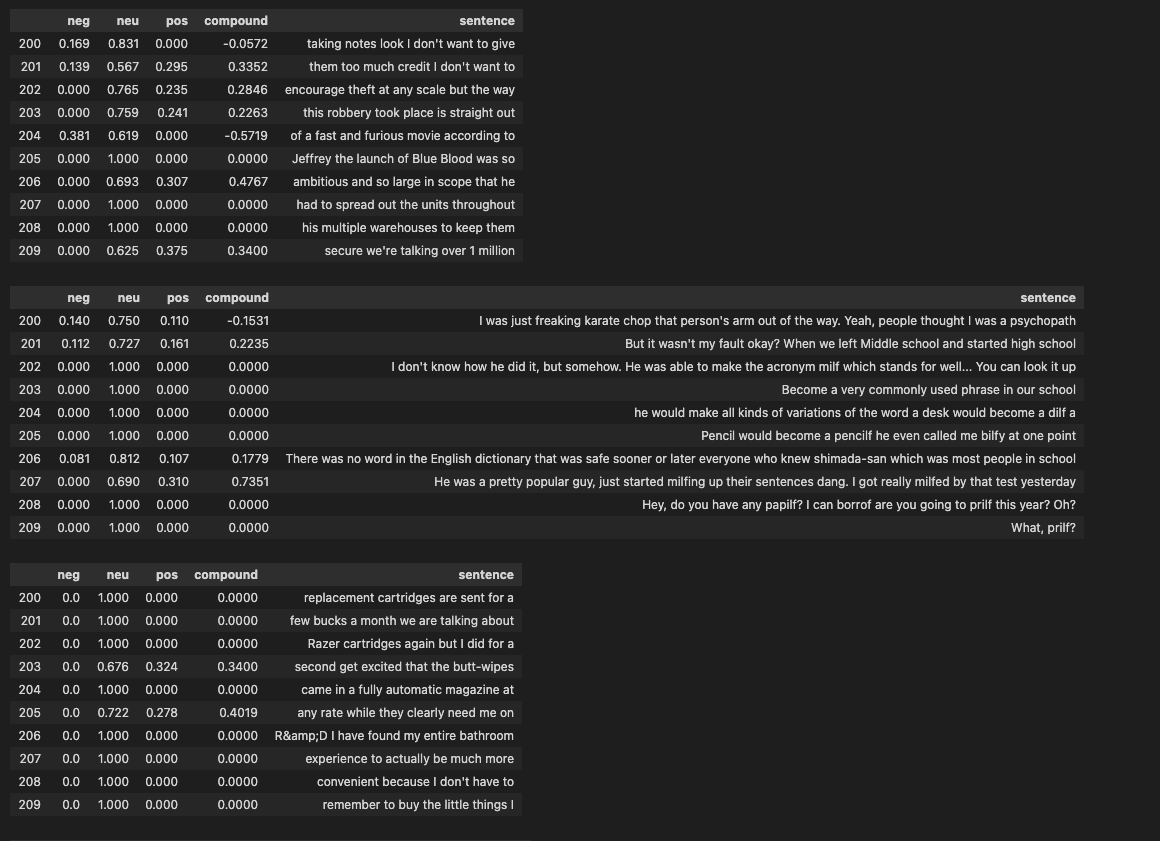 neg neu pos compound sentence
200 0.169 0.831 0.000 -0.0572 taking notes look I don't want to give
201 0.139 0.567 0.295 0.3352 them too much credit I don't want to
202 0.000 0.765 0.235 0.2846 encourage theft at any scale but the way
203 0.000 0.759 0.241 0.2263 this robbery took place is straight out
204 0.381 0.619 0.000 -0.5719 of a fast and furious movie according to
205 0.000 1.000 0.000 0.0000 Jeffrey the launch of Blue Blood was so
206 0.000 0.693 0.307 0.4767 ambitious and so large in scope that he
207 0.000 1.000 0.000 0.0000 had to spread out the units throughout
208 0.000 1.000 0.000 0.0000 his multiple warehouses to keep them
209 0.000 0.625 0.375 0.3400 secure we're talking over 1 million
neg neu pos compound sentence
200 0.140 0.750 0.110 -0.1531 I was just freaking karate chop that person's arm out of the way. Yeah, people thought I was a psychopath
201 0.112 0.727 0.161 0.2235 But it wasn't my fault okay? When we left Middle school and started high school
202 0.000 1.000 0.000 0.0000 I don't know how he did it, but somehow. He was able to make the acronym milf which stands for well... You can look it up
203 0.000 1.000 0.000 0.0000 Become a very commonly used phrase in our school
204 0.000 1.000 0.000 0.0000 he would make all kinds of variations of the word a desk would become a dilf a
205 0.000 1.000 0.000 0.0000 Pencil would become a pencilf he even called me bilfy at one point
206 0.081 0.812 0.107 0.1779 There was no word in the English dictionary that was safe sooner or later everyone who knew shimada-san which was most people in school
207 0.000 0.690 0.310 0.7351 He was a pretty popular guy, just started milfing up their sentences dang. I got really milfed by that test yesterday
208 0.000 1.000 0.000 0.0000 Hey, do you have any papilf? I can borrof are you going to prilf this year? Oh?
209 0.000 1.000 0.000 0.0000 What, prilf?
neg neu pos compound sentence
200 0.0 1.000 0.000 0.0000 replacement cartridges are sent for a
201 0.0 1.000 0.000 0.0000 few bucks a month we are talking about
202 0.0 1.000 0.000 0.0000 Razer cartridges again but I did for a
203 0.0 0.676 0.324 0.3400 second get excited that the butt-wipes
204 0.0 1.000 0.000 0.0000 came in a fully automatic magazine at
205 0.0 0.722 0.278 0.4019 any rate while they clearly need me on
206 0.0 1.000 0.000 0.0000 R&amp;D I have found my entire bathroom
207 0.0 1.000 0.000 0.0000 experience to actually be much more
208 0.0 1.000 0.000 0.0000 convenient because I don't have to
209 0.0 1.000 0.000 0.0000 remember to buy the little things I